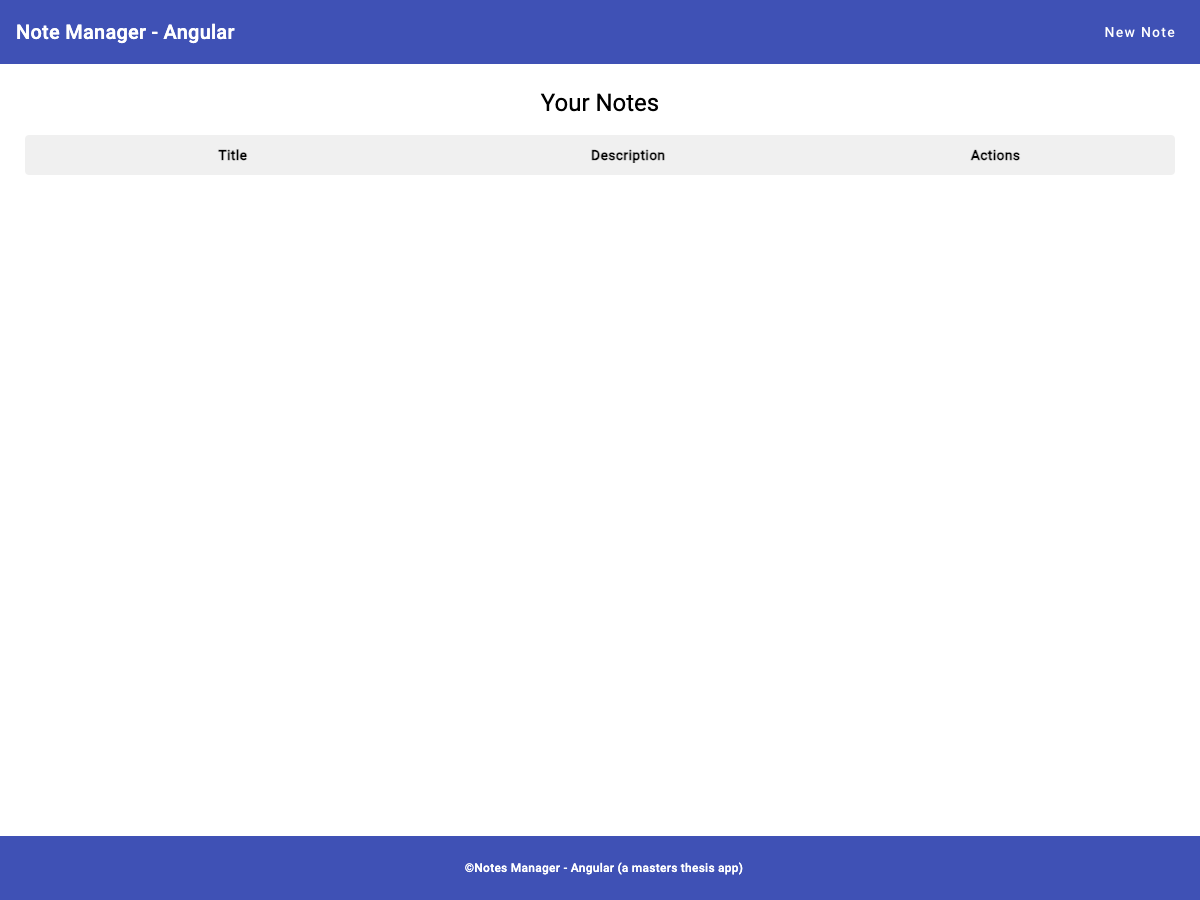 Note Manager - Angular
New Note
Your Notes
Title Description Actions
©Notes Manager - Angular (a masters thesis app)